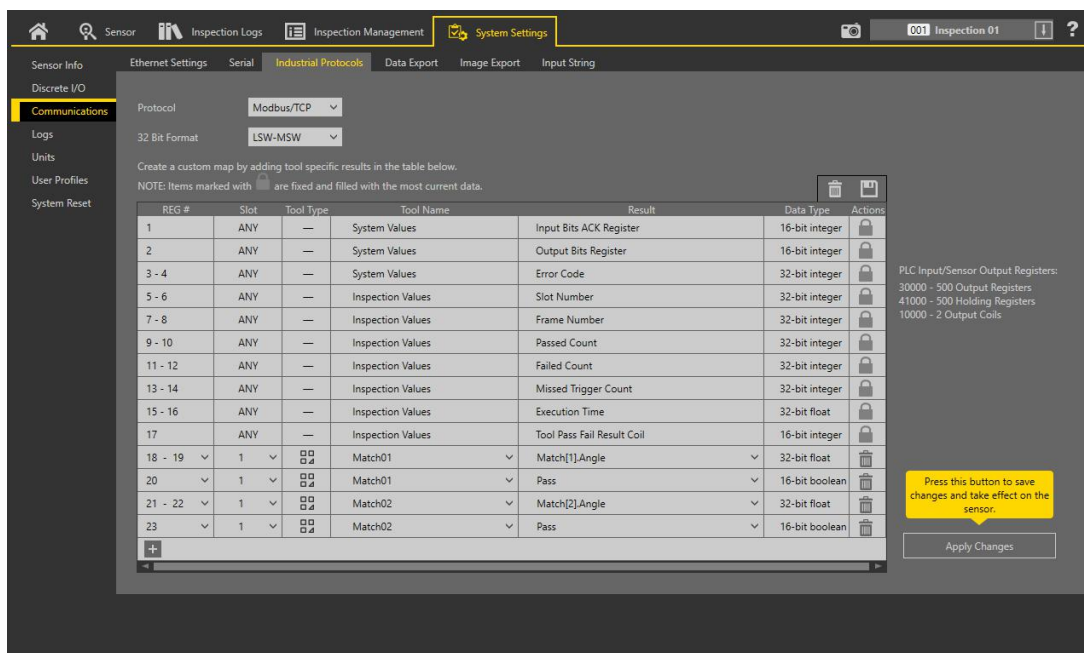 Sensor Inspection Logs Inspection Management System Settings 001 Inspection 01 ?
Sensor Info
Discrete I/O
Communications
Logs
Units
User Profiles
System Reset
Ethernet Settings Serial Industrial Protocols Data Export Image Export Input String
Protocol Modbus/TCP
32 Bit Format LSW-MSW
Create a custom map by adding tool specific results in the table below.
NOTE: Items marked with are fixed and filled with the most current data.
REG # Slot Tool Type Tool Name Result Data Type Actions
1 ANY — System Values Input Bits ACK Register 16-bit integer
2 ANY — System Values Output Bits Register 16-bit integer
3 - 4 ANY — System Values Error Code 32-bit integer
5 - 6 ANY — Inspection Values Slot Number 32-bit integer
7 - 8 ANY — Inspection Values Frame Number 32-bit integer
9 - 10 ANY — Inspection Values Passed Count 32-bit integer
11 - 12 ANY — Inspection Values Failed Count 32-bit integer
13 - 14 ANY — Inspection Values Missed Trigger Count 32-bit integer
15 - 16 ANY — Inspection Values Execution Time 32-bit float
17 ANY — Inspection Values Tool Pass Fail Result Coil 16-bit integer
18 - 19 1 Match01 Match[1].Angle 32-bit float
20 1 Match01 Pass 16-bit boolean
21 - 22 1 Match02 Match[2].Angle 32-bit float
23 1 Match02 Pass 16-bit boolean
+
PLC Input/Sensor Output Registers:
30000 - 500 Output Registers
41000 - 500 Holding Registers
10000 - 2 Output Coils
Press this button to save
changes and take effect on the
sensor.
Apply Changes